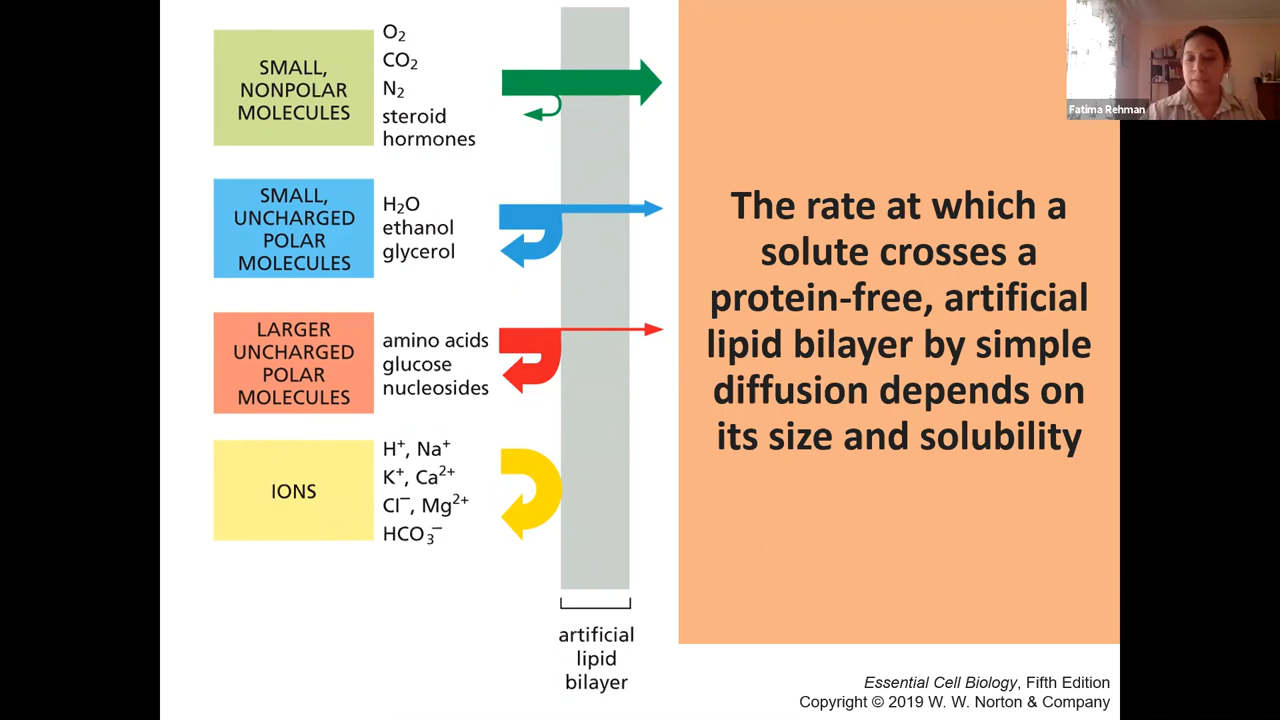 SMALL,
NONPOLAR
MOLECULES
O₂
CO₂
N₂
steroid
hormones
SMALL,
UNCHARGED
POLAR
MOLECULES
H₂O
ethanol
glycerol
LARGER
UNCHARGED
POLAR
MOLECULES
amino acids
glucose
nucleosides
IONS
H⁺, Na⁺
K⁺, Ca²⁺
Cl⁻, Mg²⁺
HCO₃⁻
artificial
lipid
bilayer
The rate at which a
solute crosses a
protein-free, artificial
lipid bilayer by simple
diffusion depends on
its size and solubility
Fatima Rehman
Essential Cell Biology, Fifth Edition
Copyright © 2019 W. W. Norton & Company